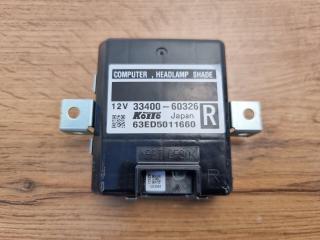 COMPUTER , HEADLAMP SHADE
12V 33400-60326
KOITO Japan R
63ED5011660
R